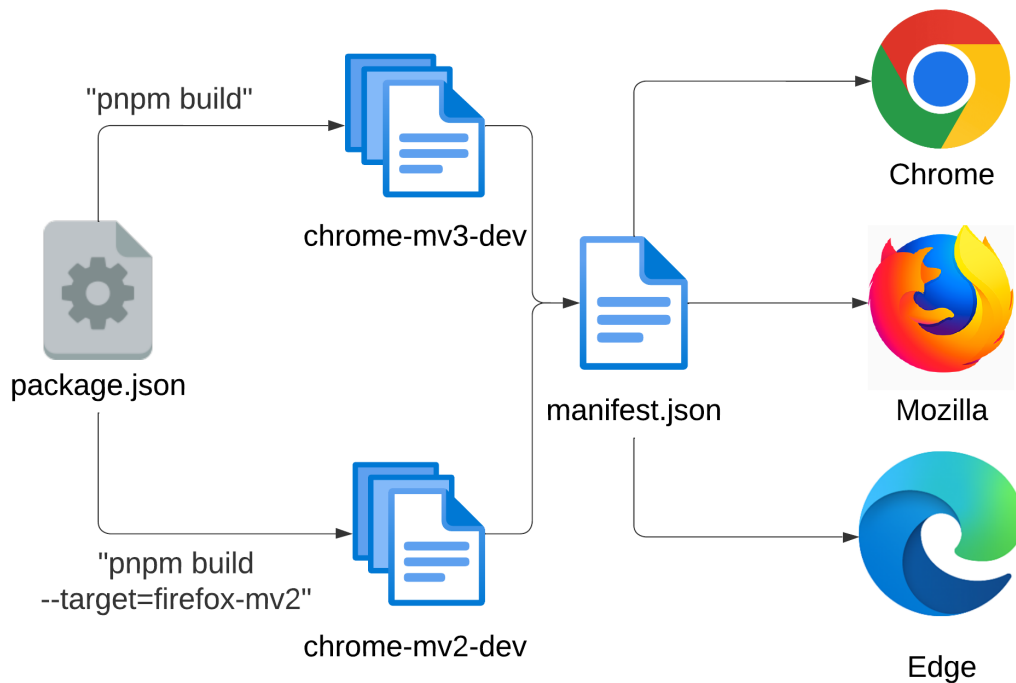 "pnpm build"
chrome-mv3-dev
package.json
"pnpm build
--target=firefox-mv2"
chrome-mv2-dev
manifest.json
Chrome
Mozilla
Edge